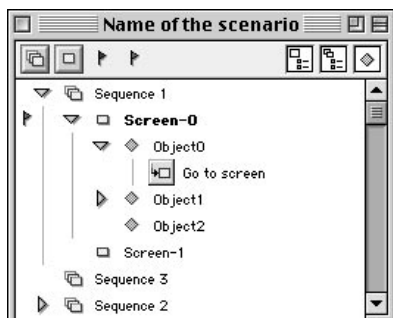 Name of the scenario
Sequence 1
Screen-0
Object0
Go to screen
Object1
Object2
Screen-1
Sequence 3
Sequence 2